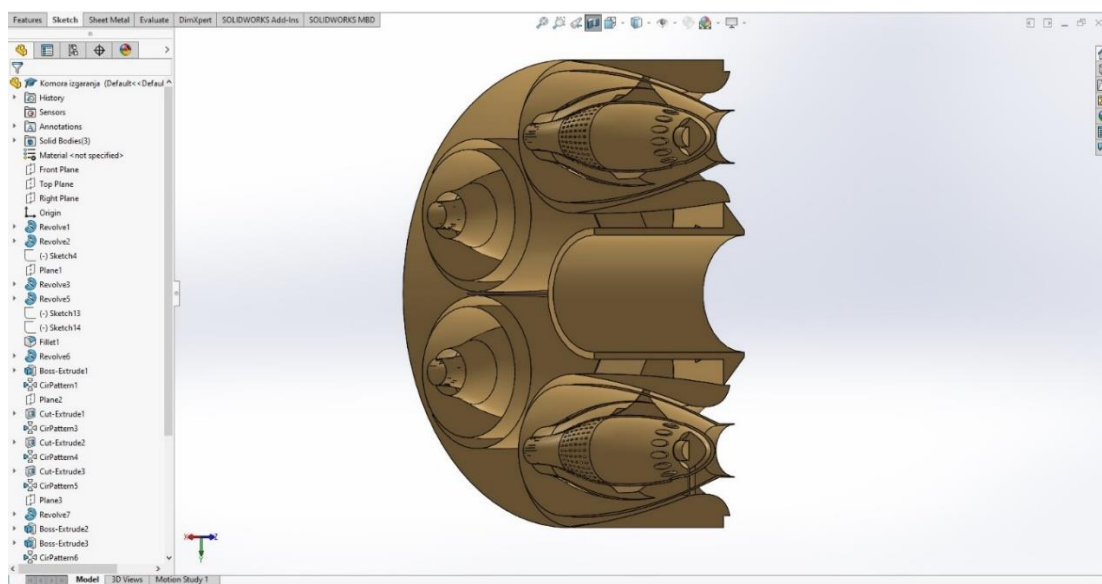 Features Sketch Sheet Metal Evaluate DimXpert SOLIDWORKS Add-Ins SOLIDWORKS MBD
Komora izgaranja (Default<<Defaul
History
Sensors
Annotations
Solid Bodies(3)
Material <not specified>
Front Plane
Top Plane
Right Plane
Origin
Revolve1
Revolve2
(-) Sketch4
Plane1
Revolve3
Revolve5
(-) Sketch13
(-) Sketch14
Fillet1
Revolve6
Boss-Extrude1
CirPattern1
Plane2
Cut-Extrude1
CirPattern3
Cut-Extrude2
CirPattern4
Cut-Extrude3
CirPattern5
Plane3
Revolve7
Boss-Extrude2
Boss-Extrude3
CirPattern6
Model 3D Views Motion Study 1